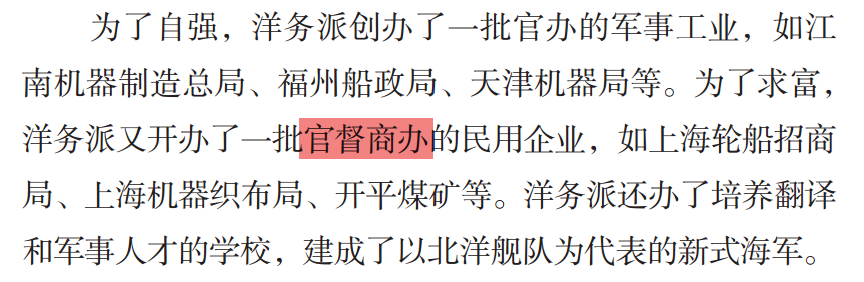 为了自强，洋务派创办了一批官办的军事工业，如江
南机器制造总局、福州船政局、天津机器局等。为了求富，
洋务派又开办了一批官督商办的民用企业，如上海轮船招商
局、上海机器织布局、开平煤矿等。洋务派还办了培养翻译
和军事人才的学校，建成了以北洋舰队为代表的新式海军。